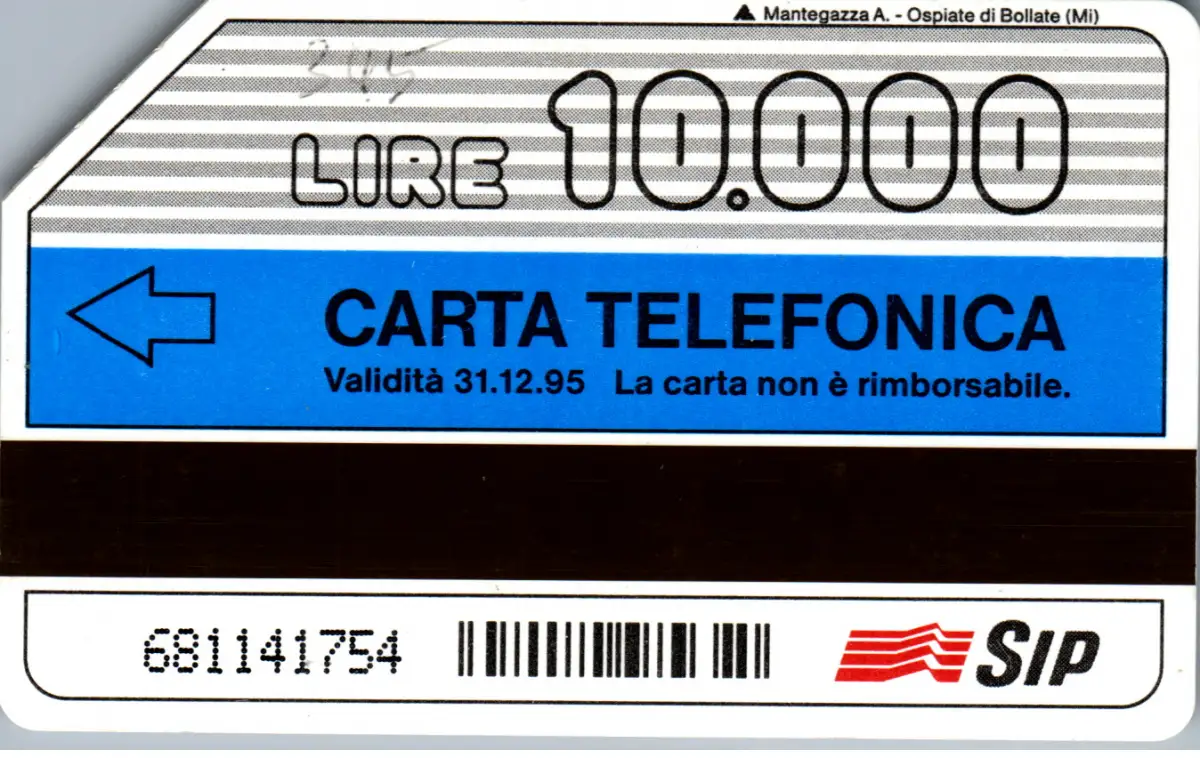 Mantegazza A. - Ospiate di Bollate (Mi)
345
LIRE 10.000
CARTA TELEFONICA
Validità 31.12.95 La carta non è rimborsabile.
681141754
SIP